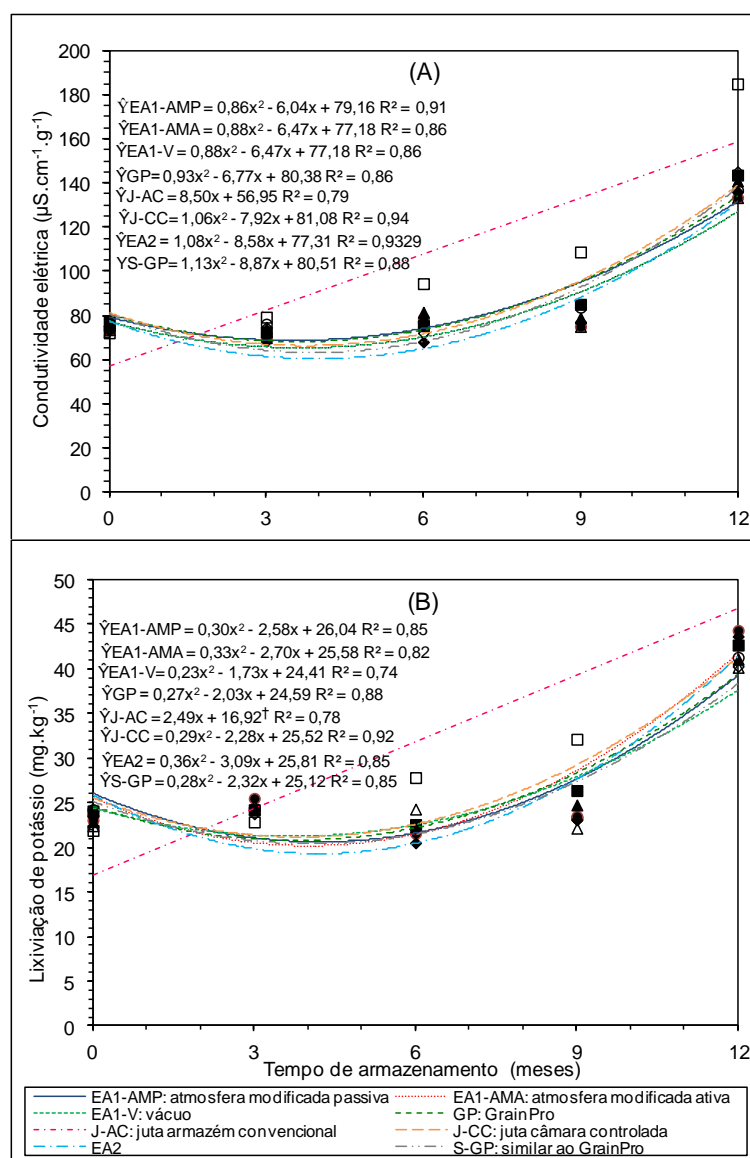 (A)
ŶEA1-AMP = 0,86x² - 6,04x + 79,16 R² = 0,91
ŶEA1-AMA = 0,88x² - 6,47x + 77,18 R² = 0,86
ŶEA1-V = 0,88x² - 6,47x + 77,18 R² = 0,86
ŶGP = 0,93x² - 6,77x + 80,38 R² = 0,86
ŶJ-AC = 8,50x + 56,95 R² = 0,79
ŶJ-CC = 1,06x² - 7,92x + 81,08 R² = 0,94
ŶEA2 = 1,08x² - 8,58x + 77,31 R² = 0,9329
YS-GP = 1,13x² - 8,87x + 80,51 R² = 0,88
Condutividade elétrica (µS.cm⁻¹.g⁻¹)
200
180
160
140
120
100
80
60
40
20
0
0 3 6 9 12
(B)
ŶEA1-AMP = 0,30x² - 2,58x + 26,04 R² = 0,85
ŶEA1-AMA = 0,33x² - 2,70x + 25,58 R² = 0,82
ŶEA1-V = 0,23x² - 1,73x + 24,41 R² = 0,74
ŶGP = 0,27x² - 2,03x + 24,59 R² = 0,88
ŶJ-AC = 2,49x + 16,92† R² = 0,78
ŶJ-CC = 0,29x² - 2,28x + 25,52 R² = 0,92
ŶEA2 = 0,36x² - 3,09x + 25,81 R² = 0,85
ŶS-GP = 0,28x² - 2,32x + 25,12 R² = 0,85
Lixiviação de potássio (mg.kg⁻¹)
50
45
40
35
30
25
20
15
10
5
0
0 3 6 9 12
Tempo de armazenamento (meses)
EA1-AMP: atmosfera modificada passiva
EA1-AMA: atmosfera modificada ativa
EA1-V: vácuo
GP: GrainPro
J-AC: juta armazém convencional
J-CC: juta câmara controlada
EA2
S-GP: similar ao GrainPro